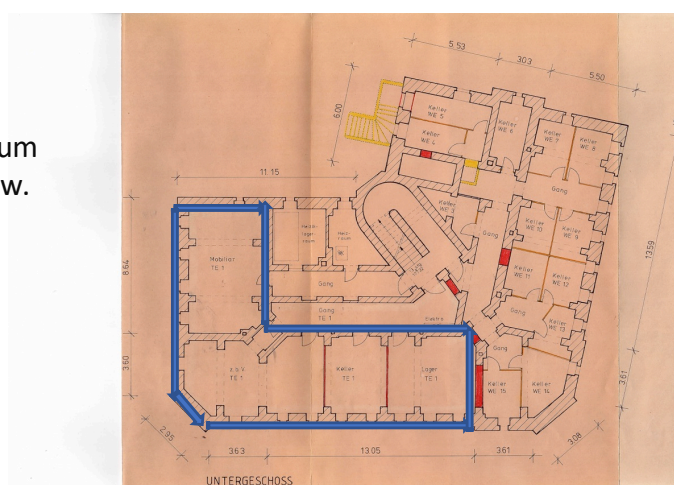 um
w.
5.53
303
5.50
6.00
Keller
WE 5
Keller
WE 4
Keller
WE 6
Keller
WE 7
Keller
WE 8
11.15
Gang
Keller
Keller
WE 10
Keller
WE 9
Gang
13.59
8.64
Mobiliar
TE 1
Gang
Keller
WE 11
Keller
WE 12
Gang
TE 1
Elektro
Gang
Keller
WE 13
3.60
TE 1
Keller
TE 1
Lager
TE 1
Gang
Keller
WE 15
Keller
WE 14
3.61
2.95
3.63
13.05
3.61
3.08
UNTERGESCHOSS